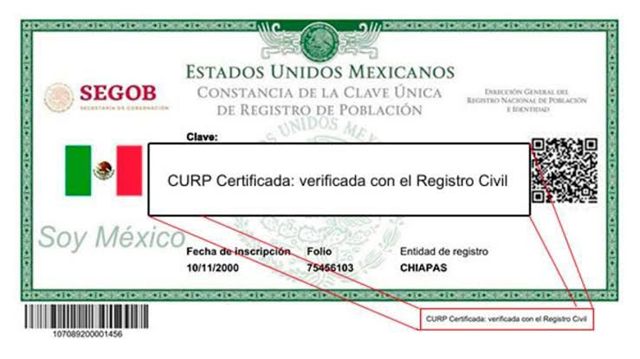 SEGOB
SECRETARÍA DE GOBERNACIÓN
ESTADOS UNIDOS MEXICANOS
CONSTANCIA DE LA CLAVE ÚNICA
DE REGISTRO DE POBLACIÓN
DIRECCIÓN GENERAL DEL
REGISTRO NACIONAL DE POBLACIÓN
E IDENTIDAD
Clave:
CURP Certificada: verificada con el Registro Civil
Soy México
Fecha de inscripción Folio Entidad de registro
10/11/2000 75456103 CHIAPAS
CURP Certificada: verificada con el Registro Civil
107089200001456